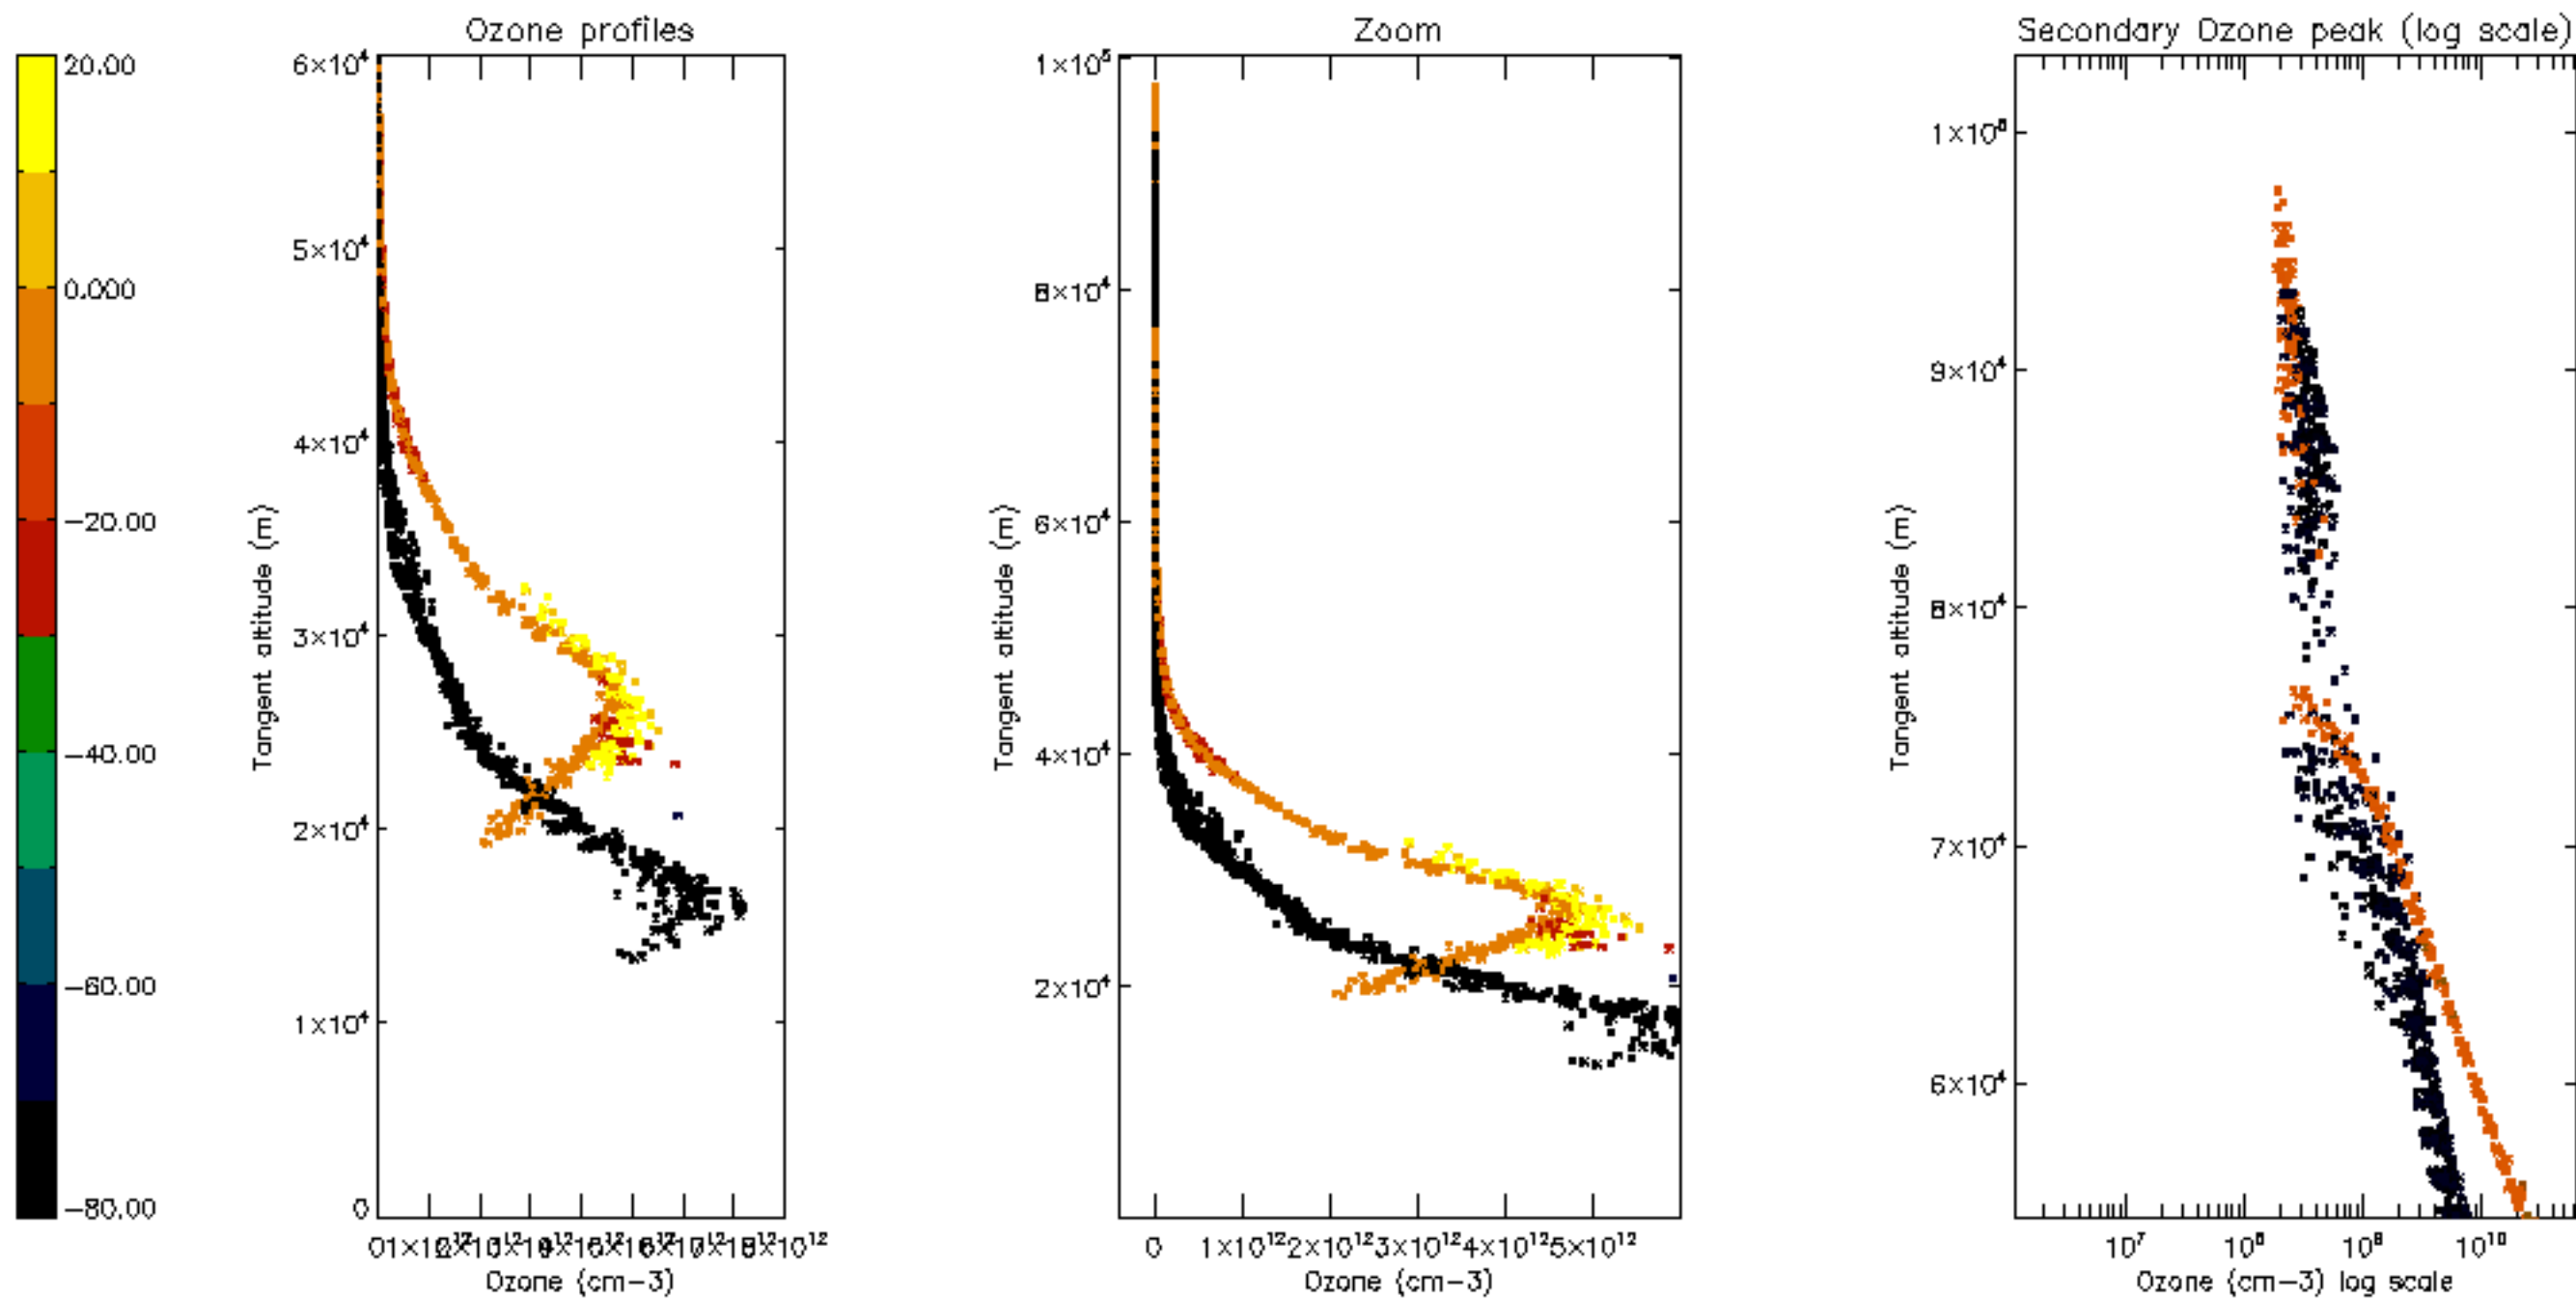 Ozone profiles
Zoom
Secondary Ozone peak (log scale)
20.00
0.000
−20.00
−40.00
−60.00
−80.00
6×10⁴
5×10⁴
4×10⁴
3×10⁴
2×10⁴
1×10⁴
0
Tangent altitude (m)
Ozone (cm−3)
1×10⁵
8×10⁴
6×10⁴
4×10⁴
2×10⁴
Tangent altitude (m)
0 1×10¹² 2×10¹² 3×10¹² 4×10¹² 5×10¹²
Ozone (cm−3)
9×10⁴
8×10⁴
7×10⁴
6×10⁴
Tangent altitude (m)
10⁷ 10⁸ 10⁹ 10¹⁰
Ozone (cm−3) log scale